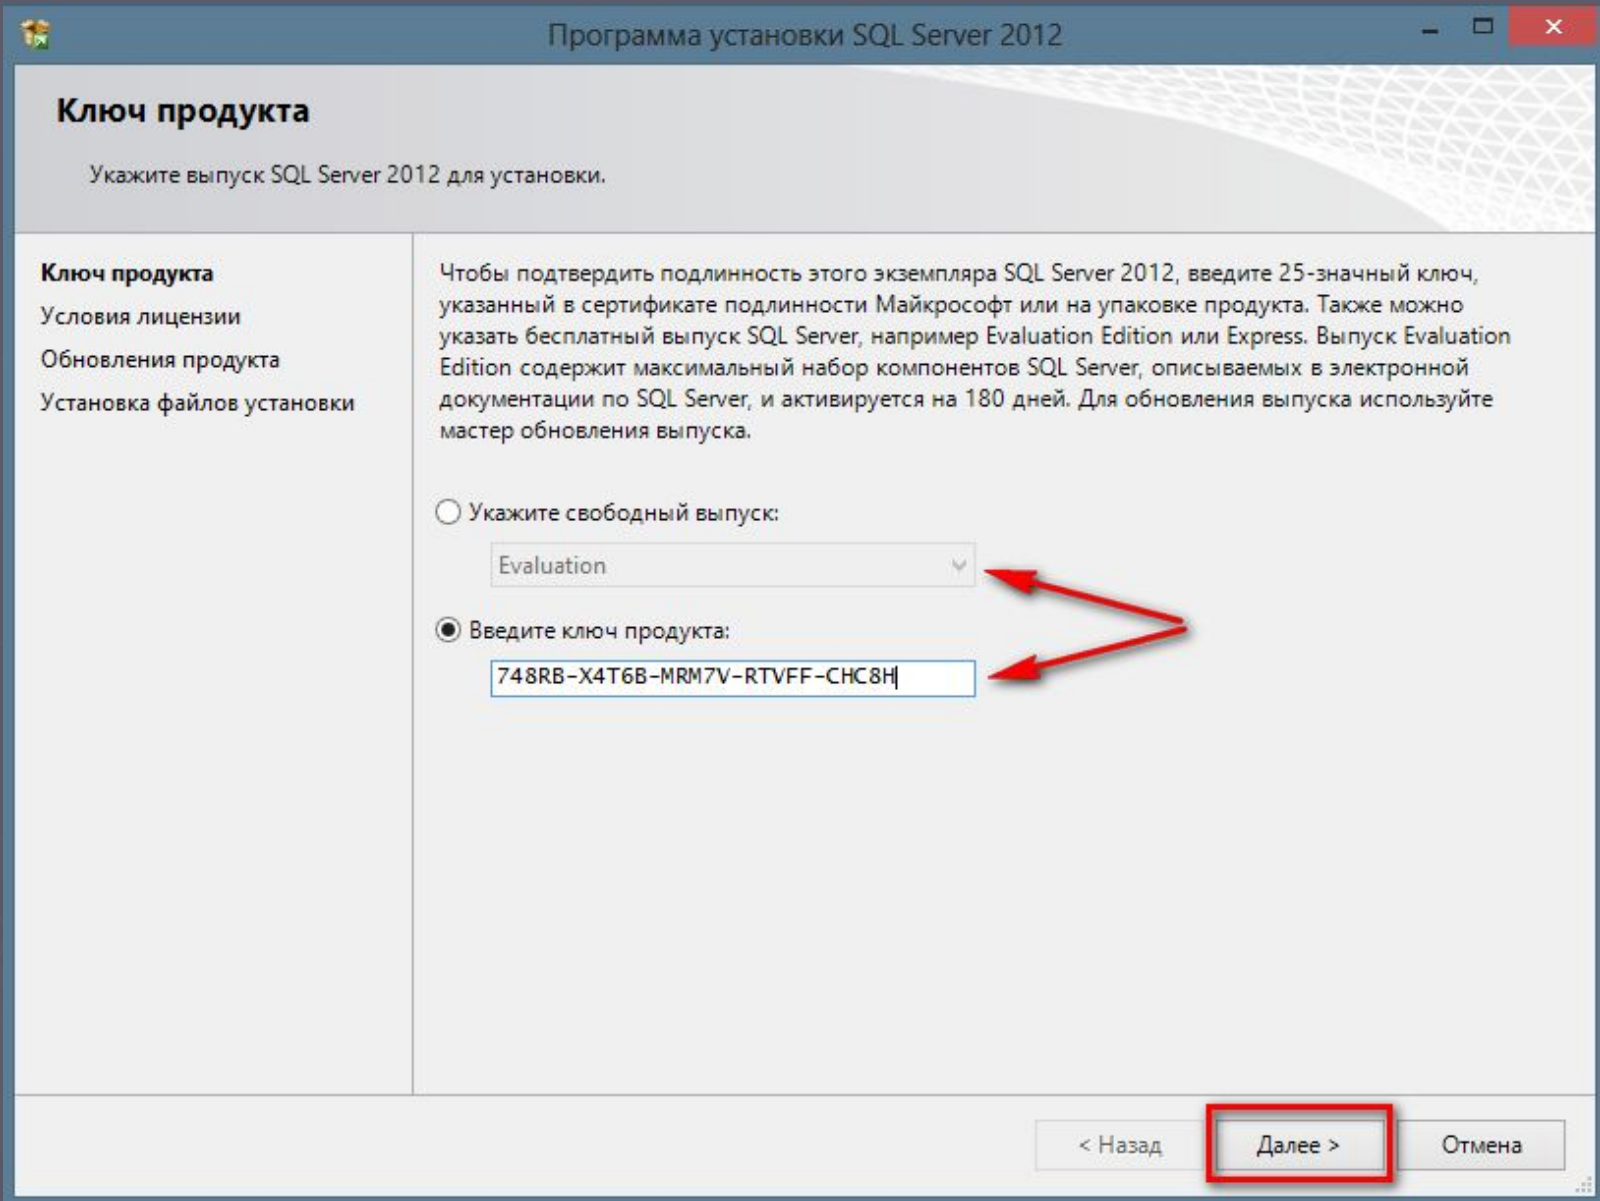 Программа установки SQL Server 2012
Ключ продукта
Укажите выпуск SQL Server 2012 для установки.
Ключ продукта
Условия лицензии
Обновления продукта
Установка файлов установки
Чтобы подтвердить подлинность этого экземпляра SQL Server 2012, введите 25-значный ключ,
указанный в сертификате подлинности Майкрософт или на упаковке продукта. Также можно
указать бесплатный выпуск SQL Server, например Evaluation Edition или Express. Выпуск Evaluation
Edition содержит максимальный набор компонентов SQL Server, описываемых в электронной
документации по SQL Server, и активируется на 180 дней. Для обновления выпуска используйте
мастер обновления выпуска.
Укажите свободный выпуск:
Evaluation
Введите ключ продукта:
748RB-X4T6B-MRM7V-RTVFF-CHC8H
< Назад
Далее >
Отмена